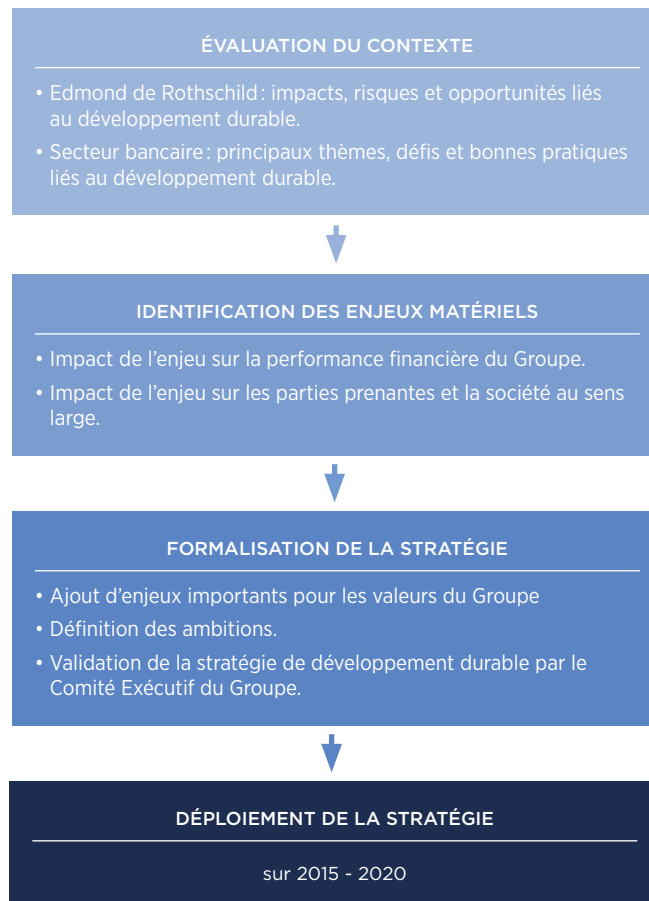 ÉVALUATION DU CONTEXTE
• Edmond de Rothschild : impacts, risques et opportunités liés
au développement durable.
• Secteur bancaire : principaux thèmes, défis et bonnes pratiques
liés au développement durable.
IDENTIFICATION DES ENJEUX MATÉRIELS
• Impact de l’enjeu sur la performance financière du Groupe.
• Impact de l’enjeu sur les parties prenantes et la société au sens
large.
FORMALISATION DE LA STRATÉGIE
• Ajout d’enjeux importants pour les valeurs du Groupe
• Définition des ambitions.
• Validation de la stratégie de développement durable par le
Comité Exécutif du Groupe.
DÉPLOIEMENT DE LA STRATÉGIE
sur 2015 - 2020